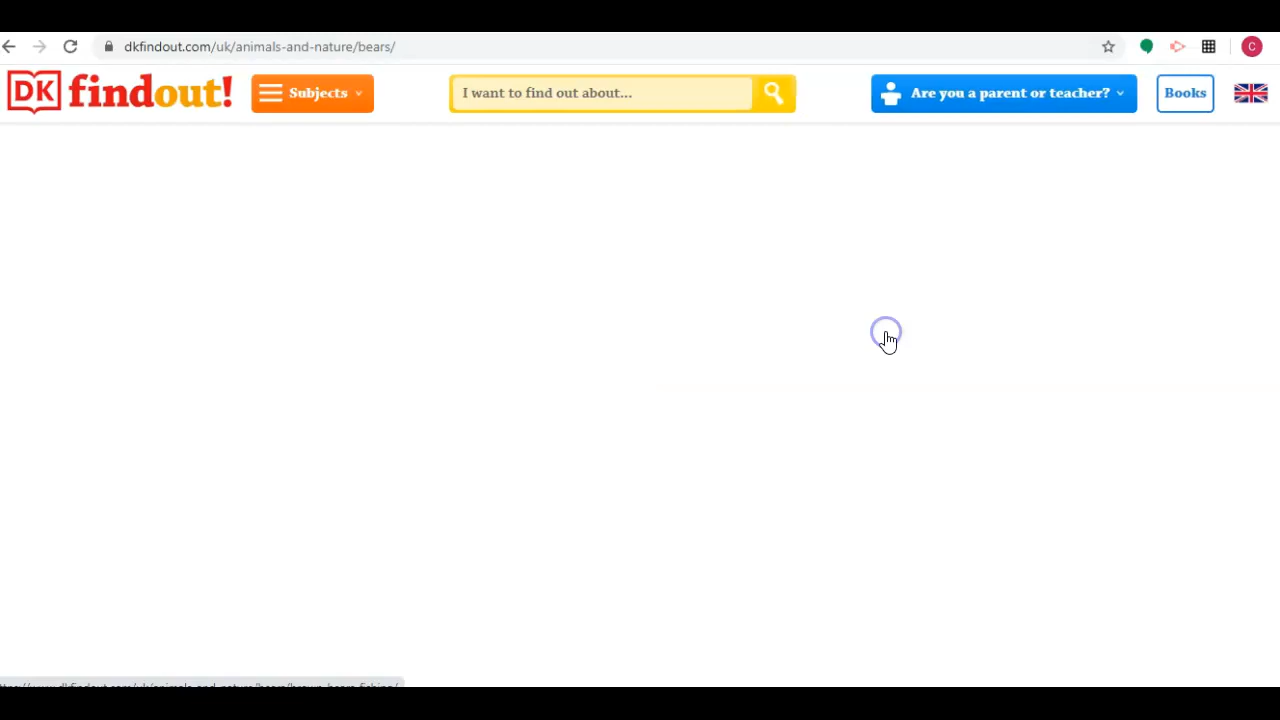 dkfindout.com/uk/animals-and-nature/bears/
C
DK findout!
Subjects
I want to find out about...
Are you a parent or teacher?
Books